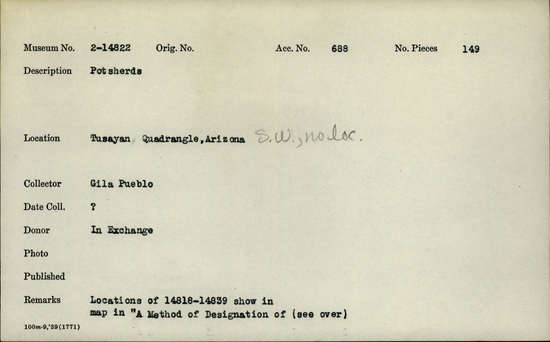 Museum No. 2-14822 Orig. No. Acc. No. 688 No. Pieces 149
Description Potsherds
Location Tusayan Quadrangle,Arizona S.W., no loc.
Collector Gila Pueblo
Date Coll. ?
Donor In Exchange
Photo
Published
Remarks Locations of 14818-14839 show in
map in "A Method of Designation of (see over)
100m-9,'39(1771)